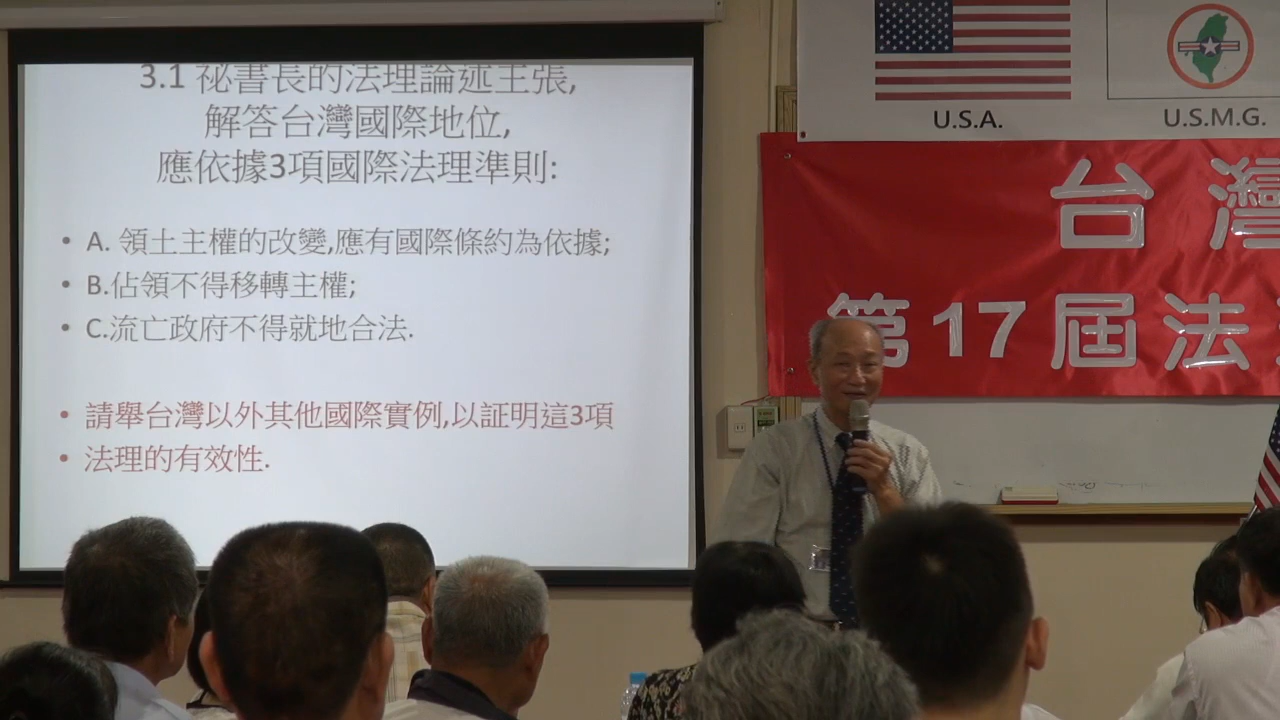 3.1 祕書長的法理論述主張,
解答台灣國際地位,
應依據3項國際法理準則:
• A. 領土主權的改變,應有國際條約為依據;
• B.佔領不得移轉主權;
• C.流亡政府不得就地合法.
• 請舉台灣以外其他國際實例,以証明這3項
• 法理的有效性.
U.S.A.
U.S.M.G.
台灣
第17屆法